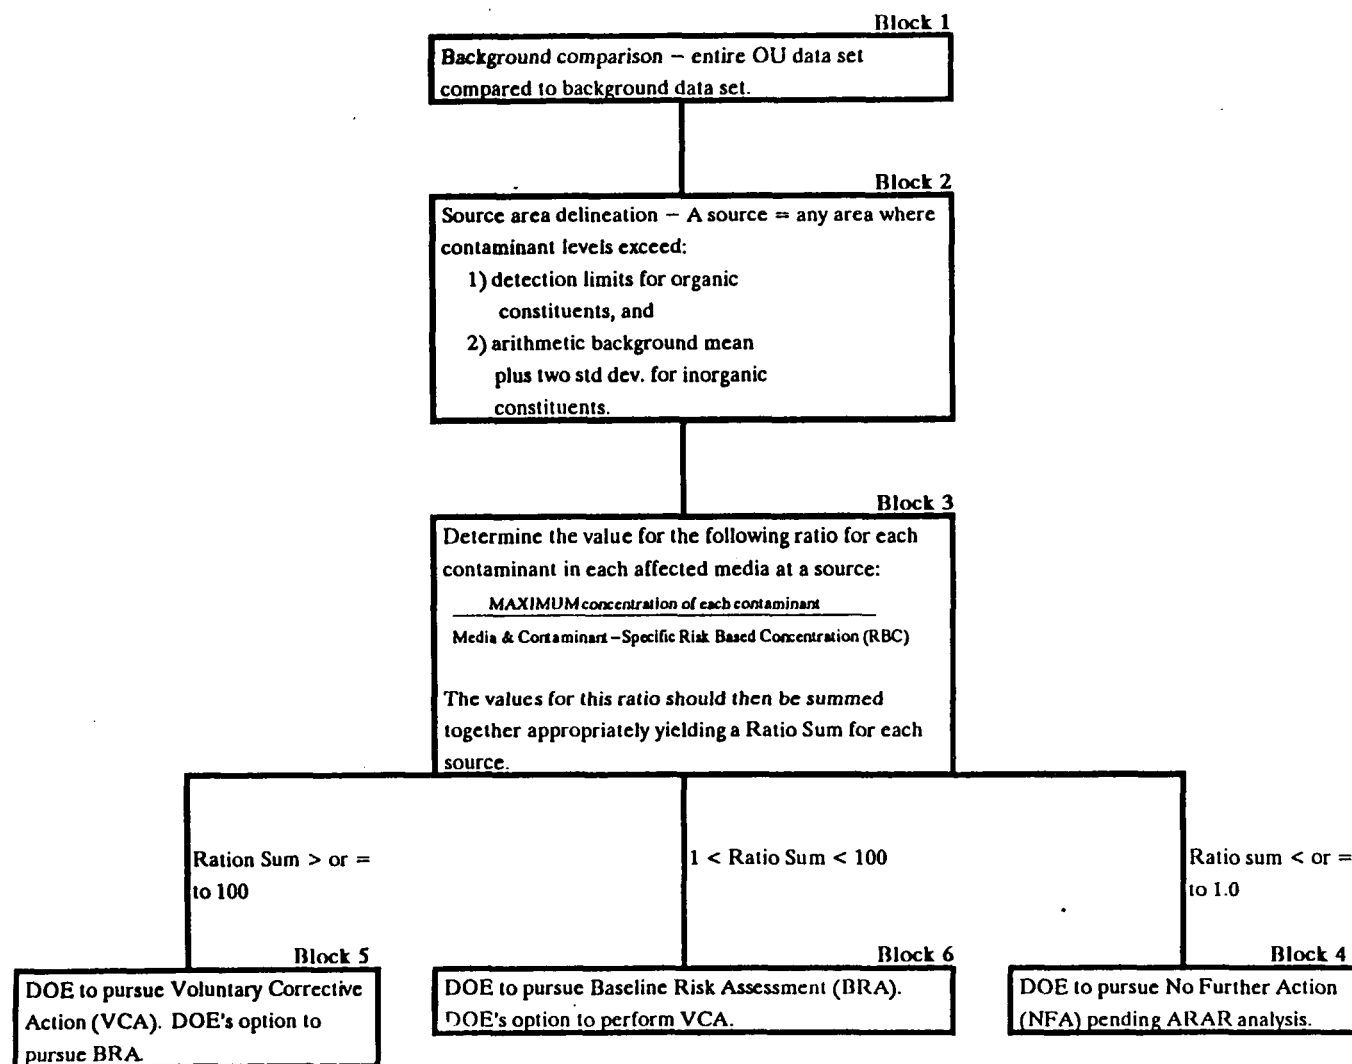 Block 1
Background comparison – entire OU data set
compared to background data set.
Block 2
Source area delineation – A source = any area where
contaminant levels exceed:
1) detection limits for organic
constituents, and
2) arithmetic background mean
plus two std dev. for inorganic
constituents.
Block 3
Determine the value for the following ratio for each
contaminant in each affected media at a source:
MAXIMUM concentration of each contaminant
Media & Contaminant–Specific Risk Based Concentration (RBC)
The values for this ratio should then be summed
together appropriately yielding a Ratio Sum for each
source.
Ration Sum > or =
to 100
1 < Ratio Sum < 100
Ratio sum < or =
to 1.0
Block 5
DOE to pursue Voluntary Corrective
Action (VCA). DOE's option to
pursue BRA.
Block 6
DOE to pursue Baseline Risk Assessment (BRA).
DOE's option to perform VCA.
Block 4
DOE to pursue No Further Action
(NFA) pending ARAR analysis.